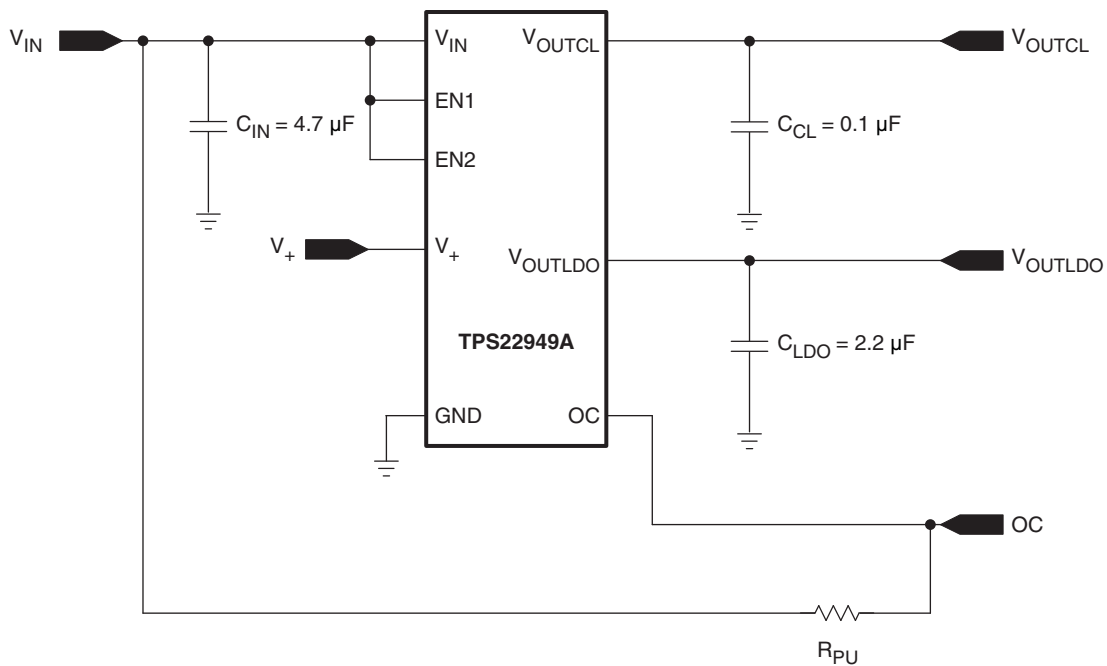 V_IN
V_IN
V_OUTCL
V_OUTCL
EN1
C_IN = 4.7 µF
C_CL = 0.1 µF
EN2
V_+
V_+
V_OUTLDO
V_OUTLDO
TPS22949A
C_LDO = 2.2 µF
GND
OC
OC
R_PU